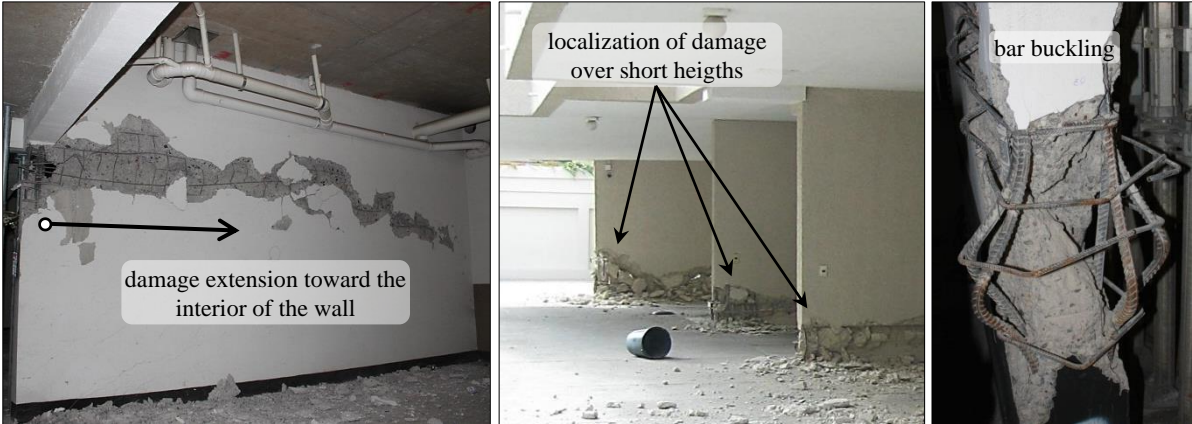 damage extension toward the
interior of the wall
localization of damage
over short heigths
bar buckling